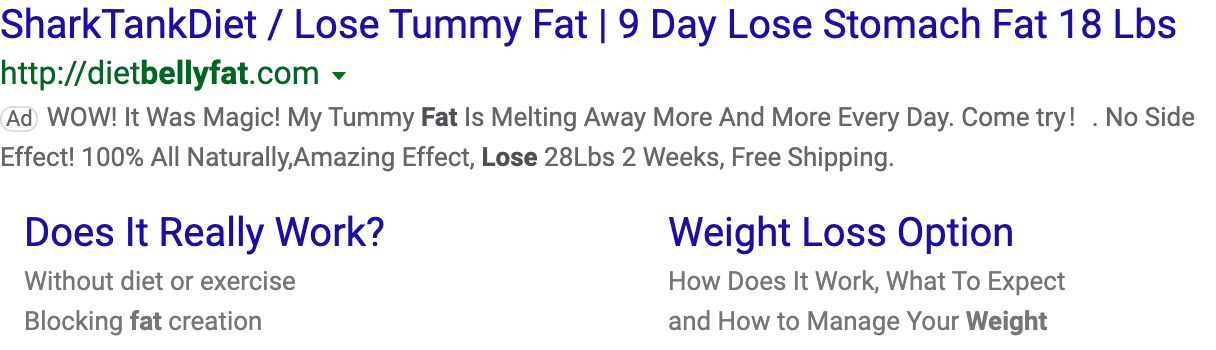 SharkTankDiet / Lose Tummy Fat | 9 Day Lose Stomach Fat 18 Lbs
http://dietbellyfat.com
Ad WOW! It Was Magic! My Tummy Fat Is Melting Away More And More Every Day. Come try！. No Side
Effect! 100% All Naturally,Amazing Effect, Lose 28Lbs 2 Weeks, Free Shipping.
Does It Really Work?
Without diet or exercise
Blocking fat creation
Weight Loss Option
How Does It Work, What To Expect
and How to Manage Your Weight